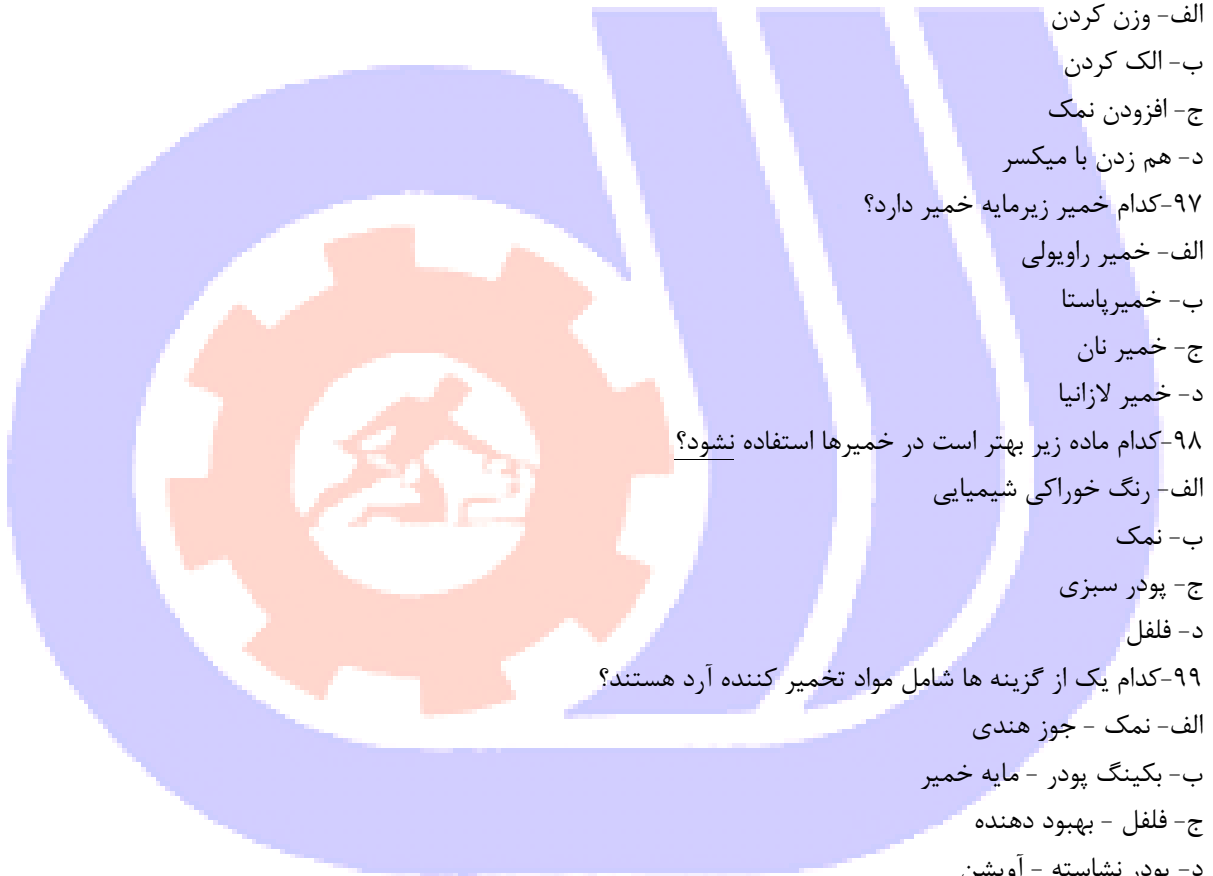 الف- وزن کردن
ب- الک کردن
ج- افزودن نمک
د- هم زدن با میکسر
۹۷-کدام خمیر زیرمایه خمیر دارد؟
الف- خمیر راویولی
ب- خمیرپاستا
ج- خمیر نان
د- خمیر لازانیا
۹۸-کدام ماده زیر بهتر است در خمیرها استفاده نشود؟
الف- رنگ خوراکی شیمیایی
ب- نمک
ج- پودر سبزی
د- فلفل
۹۹-کدام یک از گزینه ها شامل مواد تخمیر کننده آرد هستند؟
الف- نمک - جوز هندی
ب- بکینگ پودر - مایه خمیر
ج- فلفل - بهبود دهنده
د- پودر نشاسته - آویشن